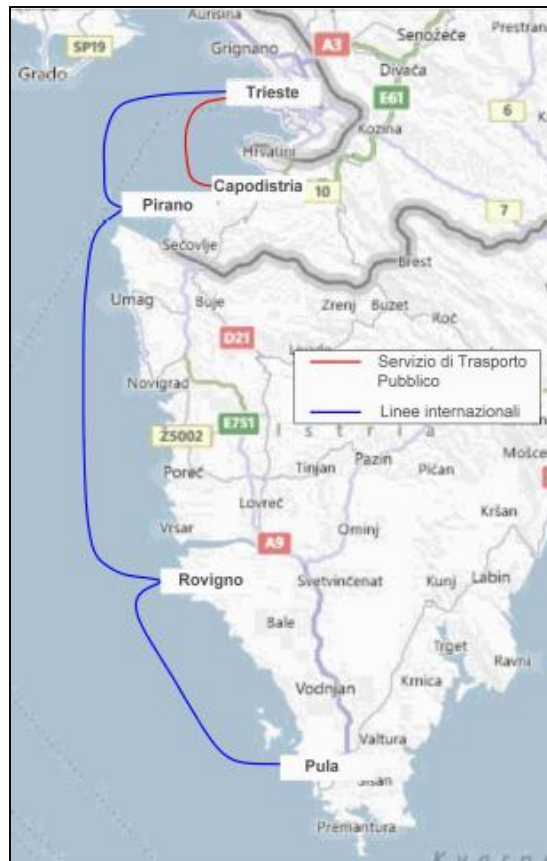 Aurisina
Prestran
SP19
Grignano
A3
Senožeče
Grado
Divača
Trieste
E61
6
Kozina
Hrvatini
Capodistria
10
Pirano
7
Sečovlje
Brest
Umag
Buje
Zrenj
Buzet
Roč
D21
Servizio di Trasporto
Pubblico
Novigrad
Linee internazionali
E751
Z5002
I s t r i a
Mošće
Poreč
Tinjan
Pazin
Pićan
Lovreč
Kršan
Vrsar
Ominj
A9
Rovigno
Svetvinčenat
Kunj
Labin
Bale
Trget
Ravni
Vodnjan
Krnica
Valtura
Pula
Premantura